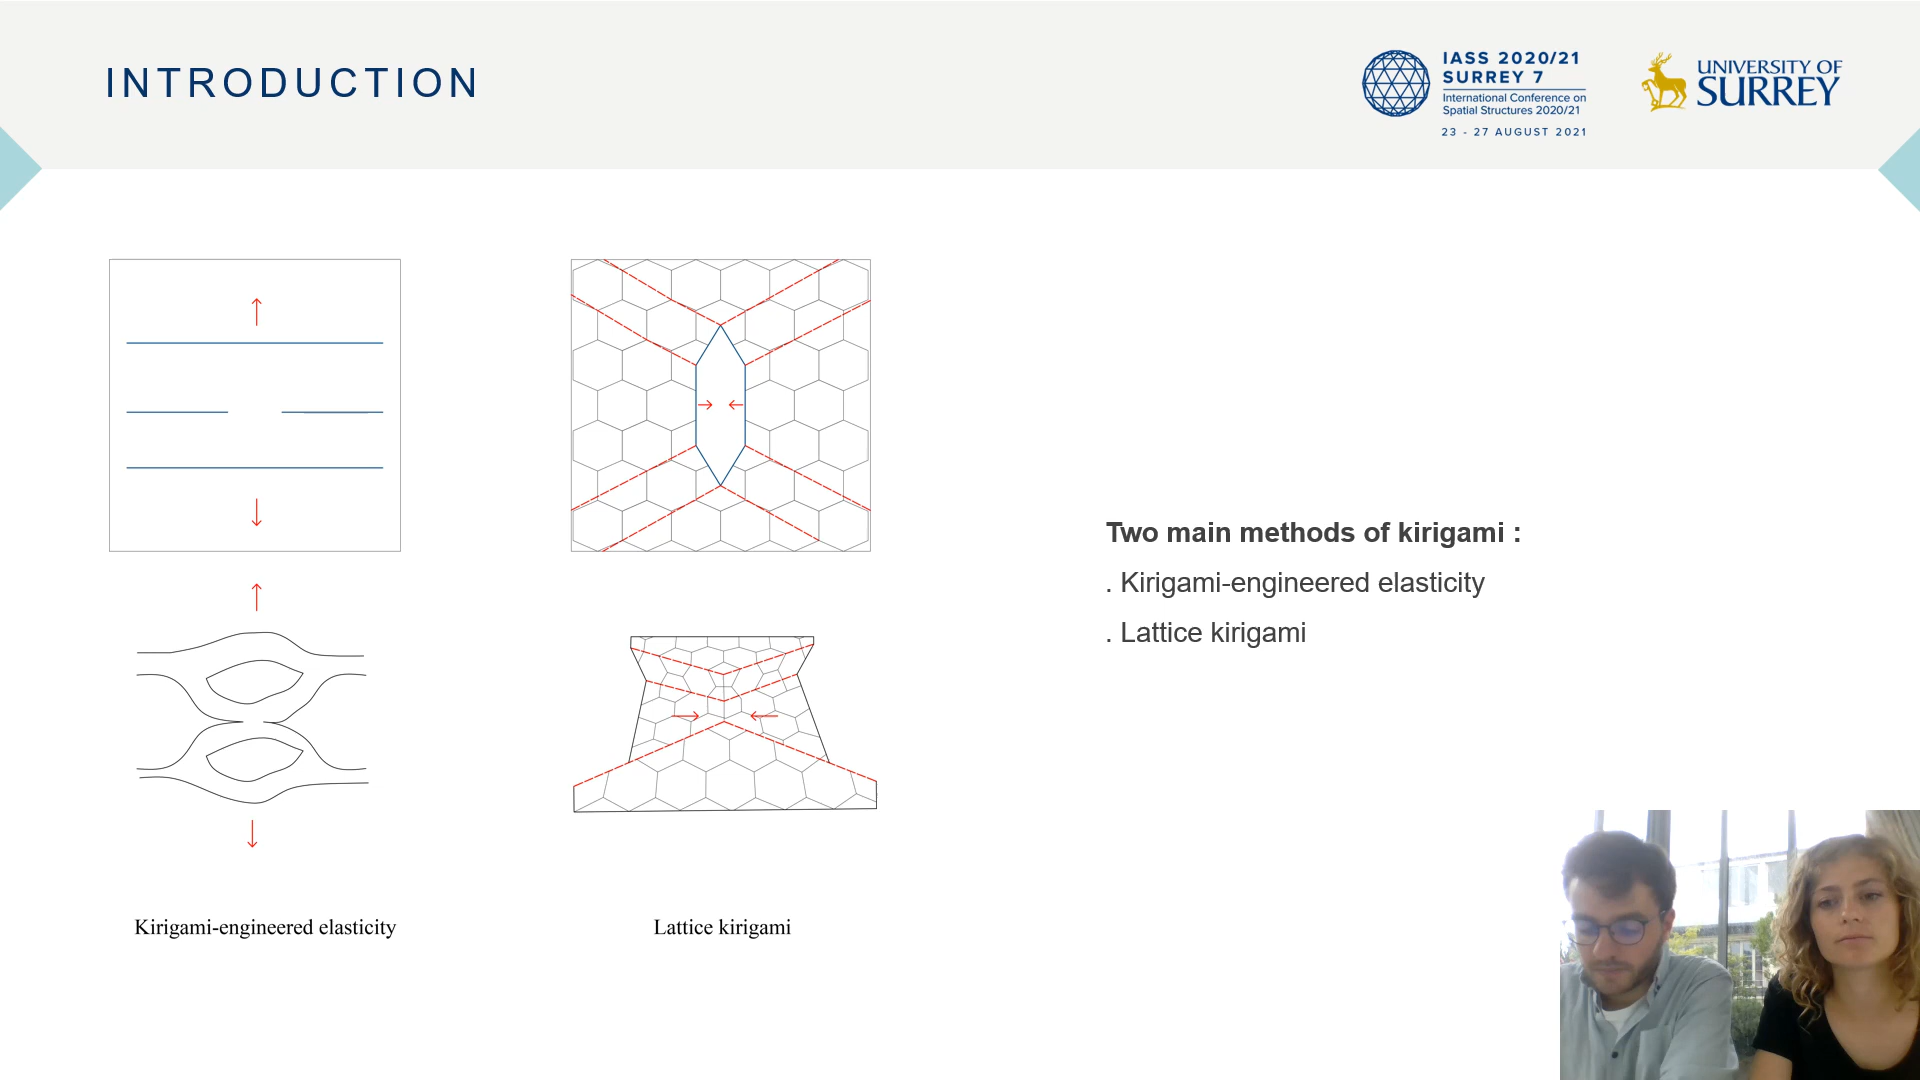 INTRODUCTION
IASS 2020/21
SURREY 7
International Conference on
Spatial Structures 2020/21
23 - 27 AUGUST 2021
UNIVERSITY OF
SURREY
Two main methods of kirigami :
. Kirigami-engineered elasticity
. Lattice kirigami
Kirigami-engineered elasticity
Lattice kirigami